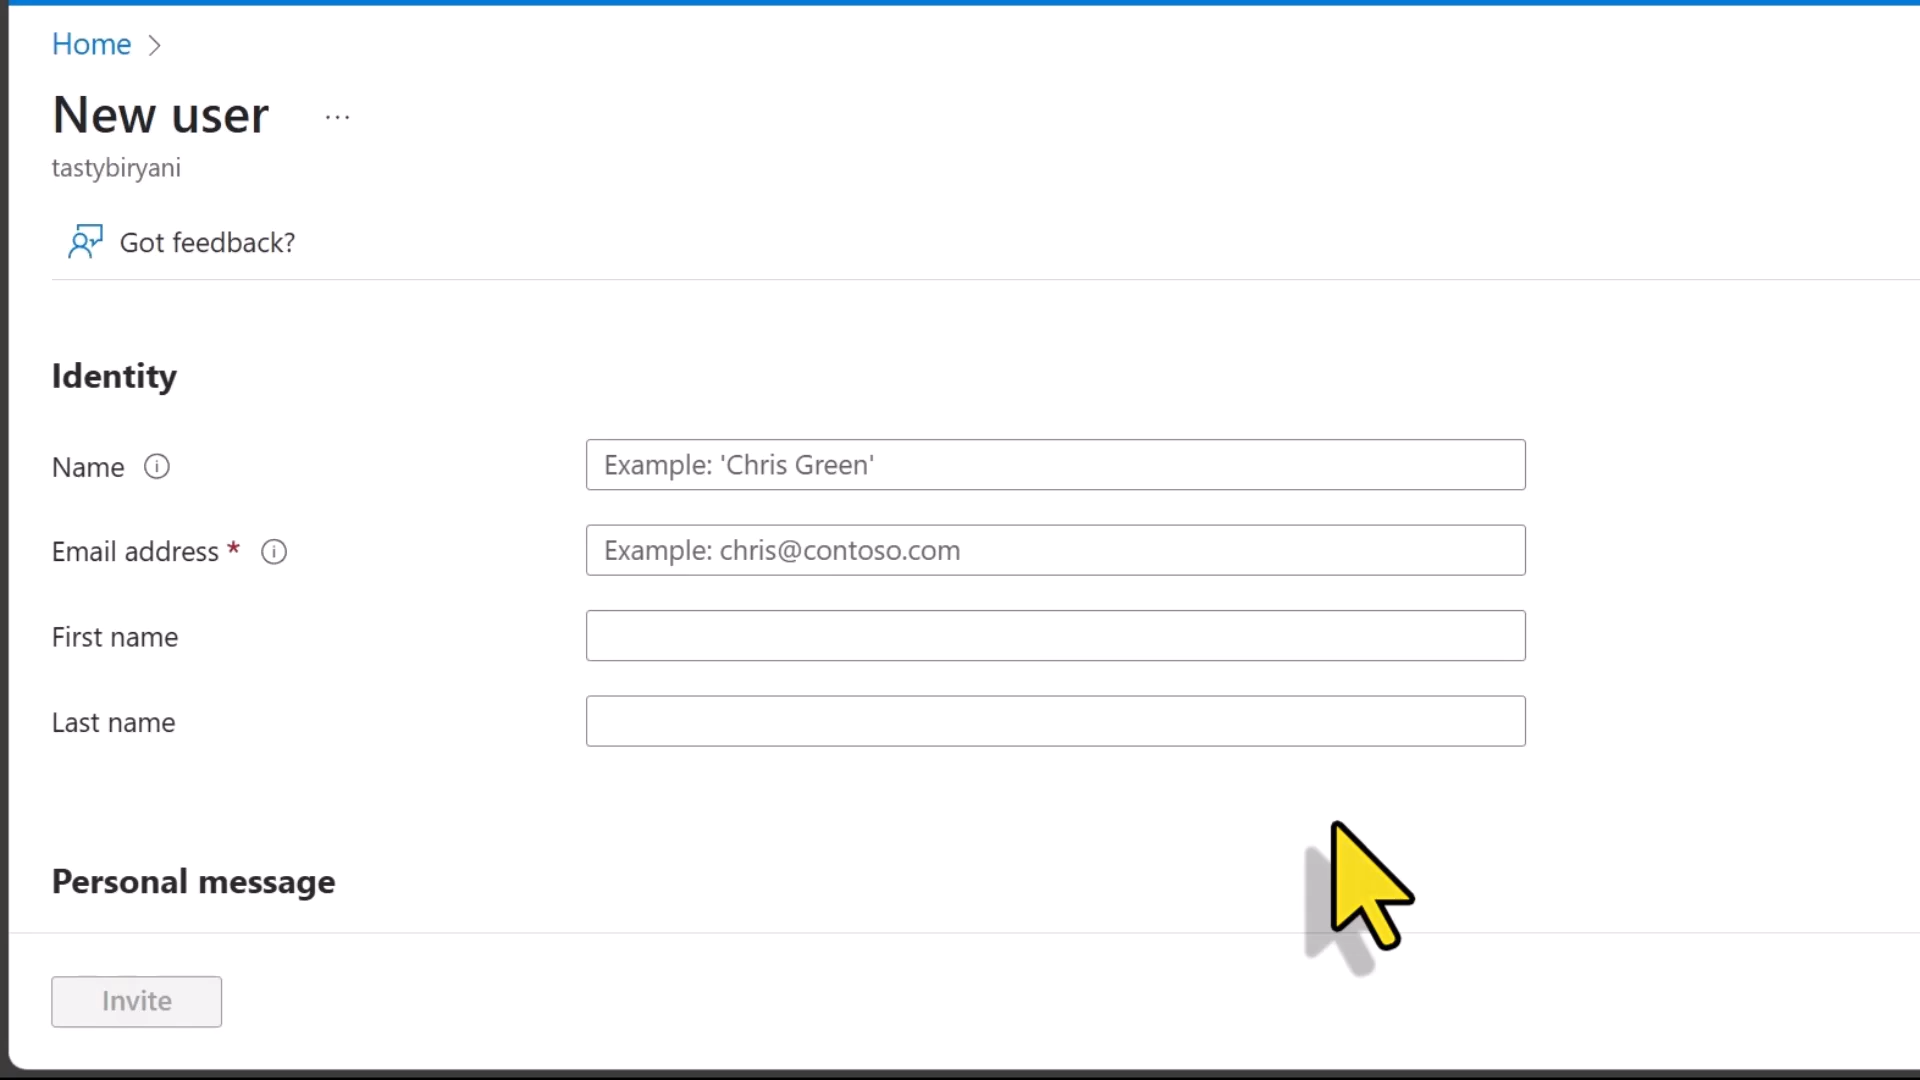 Home
New user ...
tastybiryani
Got feedback?
Identity
Name
Example: 'Chris Green'
Email address *
Example: chris@contoso.com
First name
Last name
Personal message
Invite